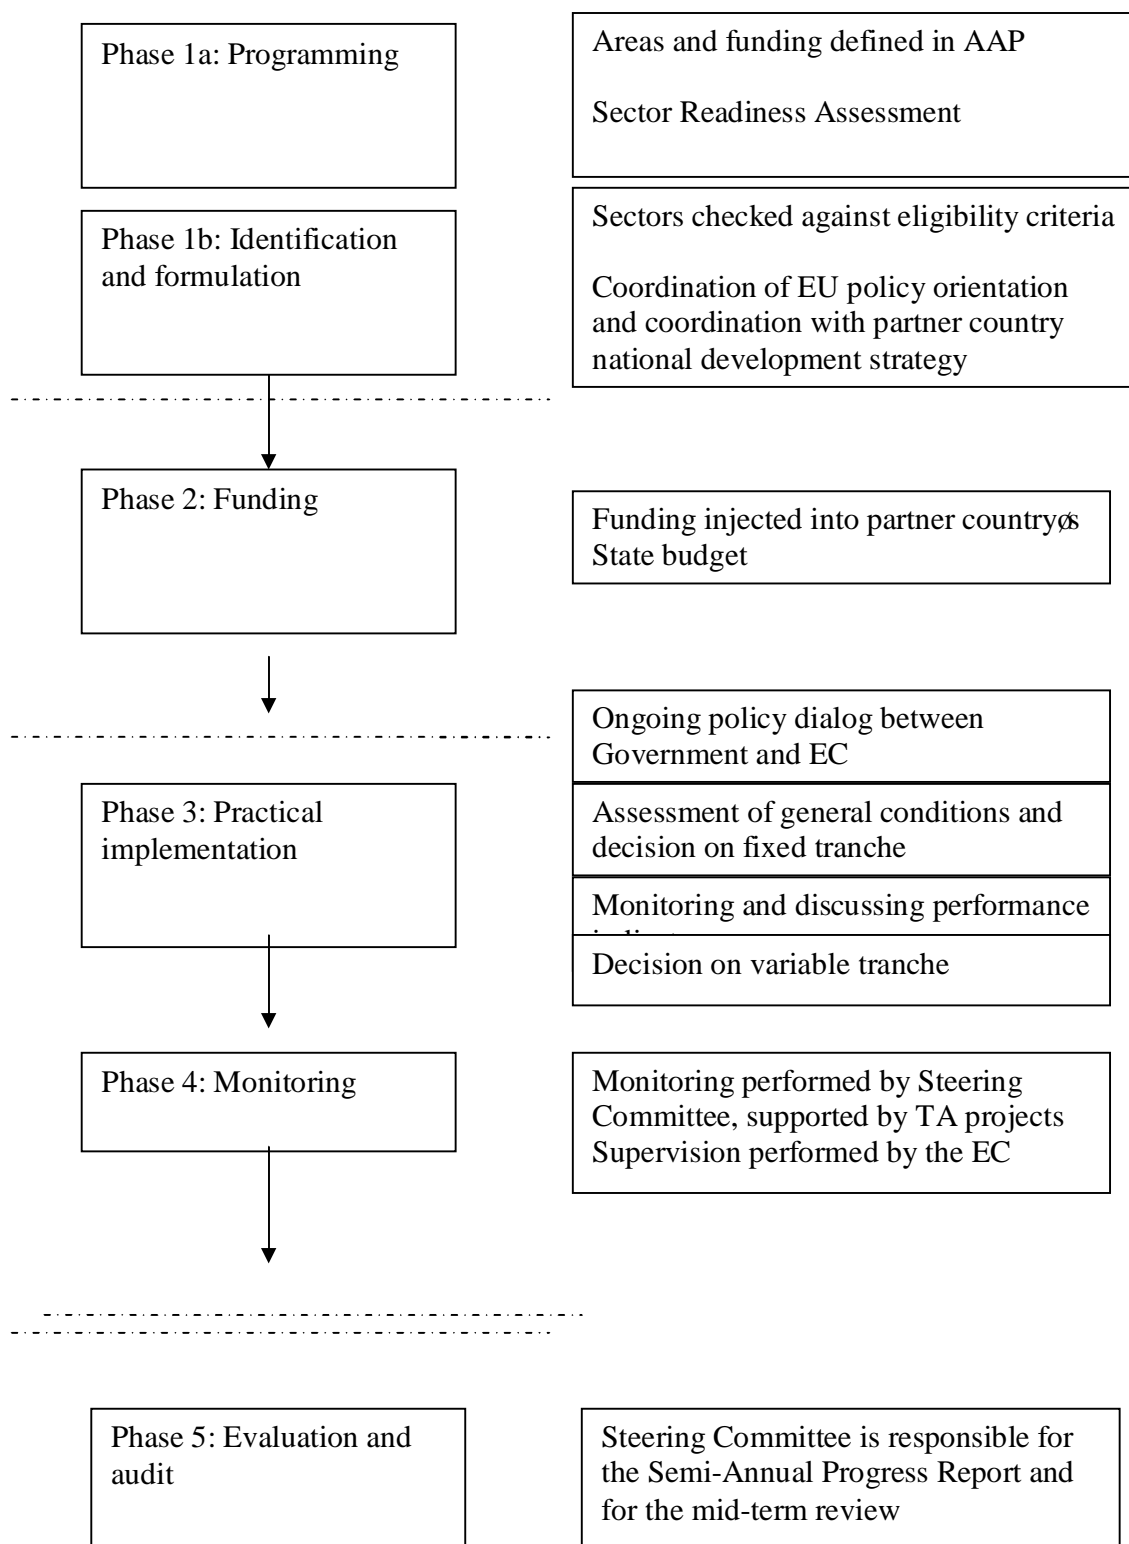 Phase 1a: Programming
Areas and funding defined in AAP
Sector Readiness Assessment
Phase 1b: Identification
and formulation
Sectors checked against eligibility criteria
Coordination of EU policy orientation
and coordination with partner country
national development strategy
Phase 2: Funding
Funding injected into partner countryøs
State budget
Ongoing policy dialog between
Government and EC
Phase 3: Practical
implementation
Assessment of general conditions and
decision on fixed tranche
Monitoring and discussing performance
Decision on variable tranche
Phase 4: Monitoring
Monitoring performed by Steering
Committee, supported by TA projects
Supervision performed by the EC
Phase 5: Evaluation and
audit
Steering Committee is responsible for
the Semi-Annual Progress Report and
for the mid-term review